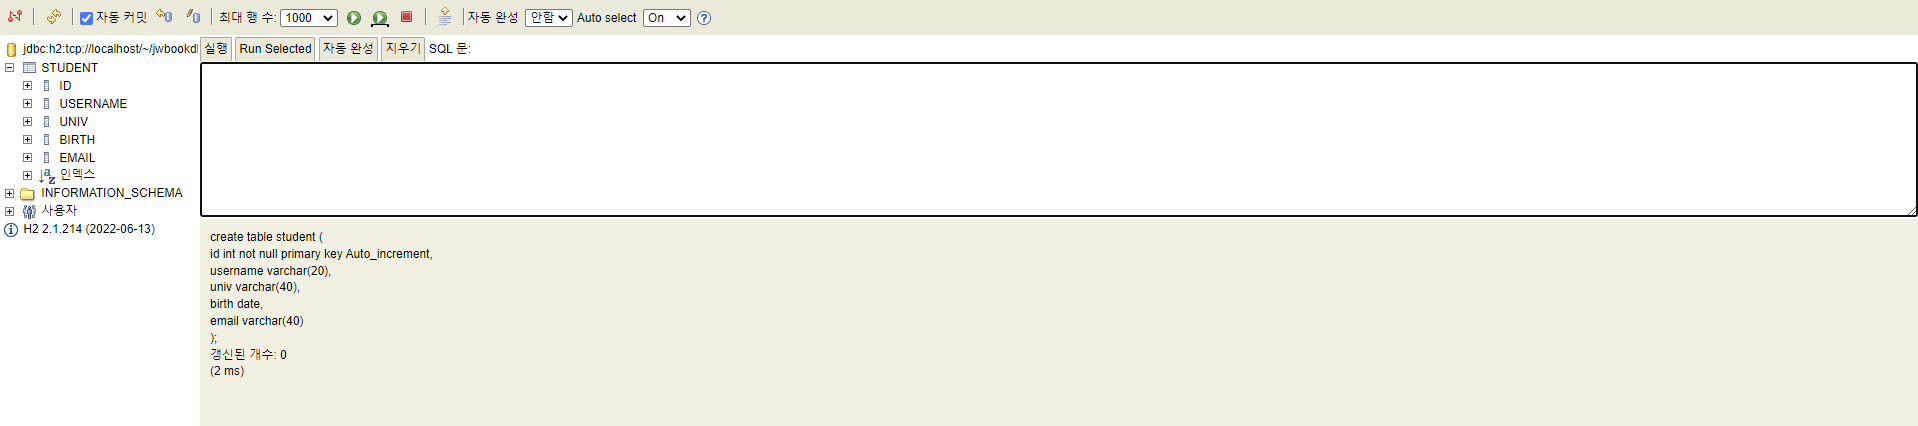 자동 커밋 최대 행 수: 1000 자동 완성 안함 Auto select On
jdbc:h2:tcp://localhost/~/jwbookdl
STUDENT
ID
USERNAME
UNIV
BIRTH
EMAIL
인덱스
INFORMATION_SCHEMA
사용자
H2 2.1.214 (2022-06-13)
실행 Run Selected 자동 완성 지우기 SQL 문:
create table student (
id int not null primary key Auto_increment,
username varchar(20),
univ varchar(40),
birth date,
email varchar(40)
);
갱신된 개수: 0
(2 ms)